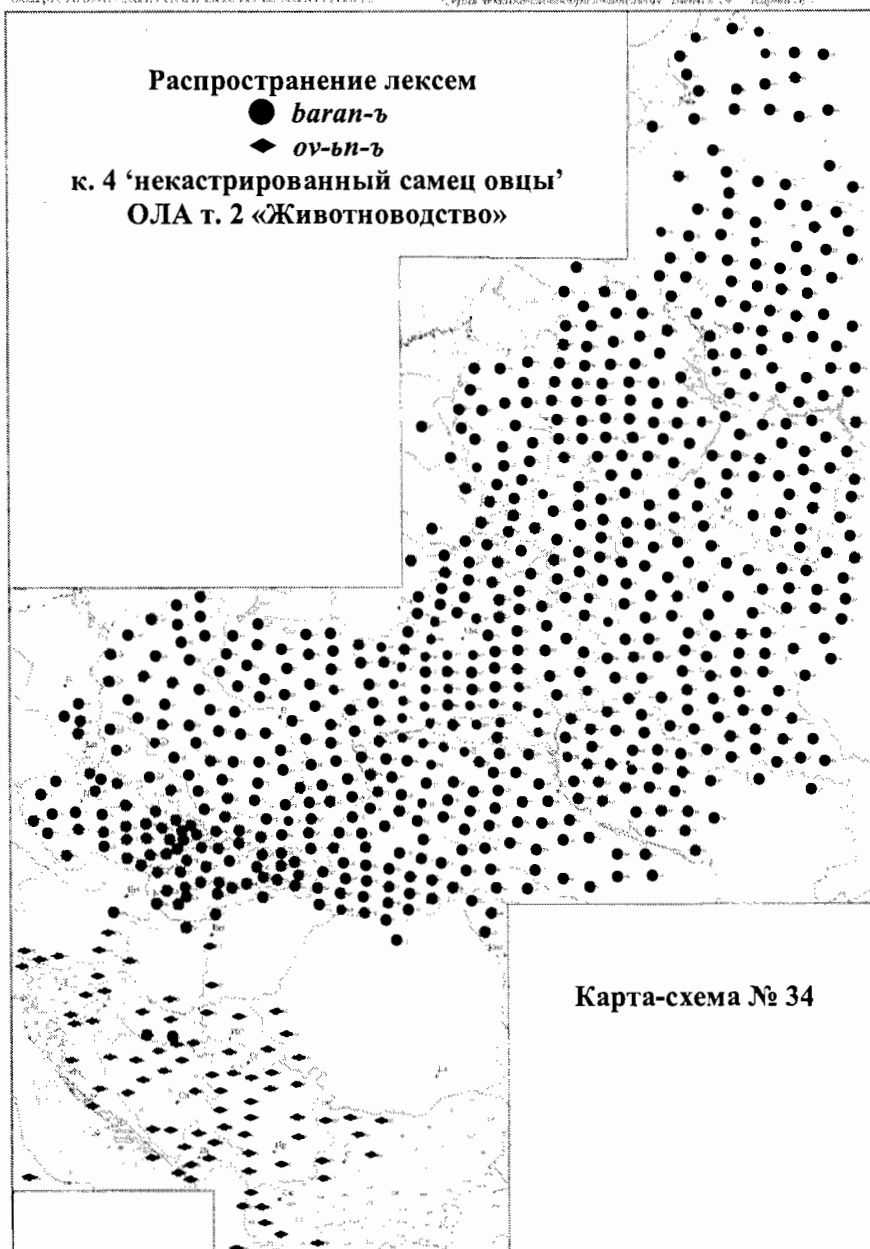 Распространение лексем
baran-ъ
ov-ьn-ъ
к. 4 ‘некастрированный самец овцы’
ОЛА т. 2 «Животноводство»
Карта-схема № 34